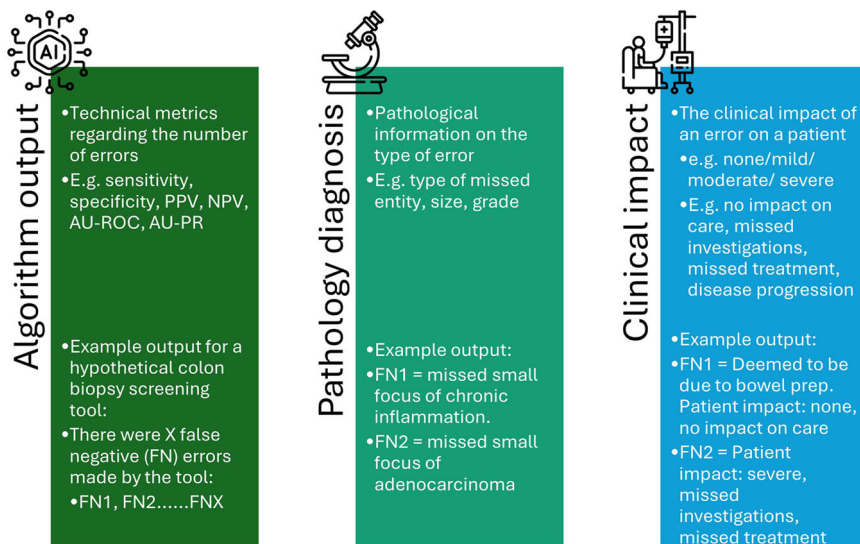 AI
Algorithm output
•Technical metrics
regarding the number
of errors
•E.g. sensitivity,
specificity, PPV, NPV,
AU-ROC, AU-PR
•Example output for a
hypothetical colon
biopsy screening
tool:
•There were X false
negative (FN) errors
made by the tool:
•FN1, FN2......FNX
Pathology diagnosis
•Pathological
information on the
type of error
•E.g. type of missed
entity, size, grade
•Example output:
•FN1 = missed small
focus of chronic
inflammation.
•FN2 = missed small
focus of
adenocarcinoma
Clinical impact
•The clinical impact of
an error on a patient
•e.g. none/mild/
moderate/ severe
•E.g. no impact on
care, missed
investigations,
missed treatment,
disease progression
•Example output:
•FN1 = Deemed to be
due to bowel prep.
Patient impact: none,
no impact on care
•FN2 = Patient
impact: severe,
missed
investigations,
missed treatment